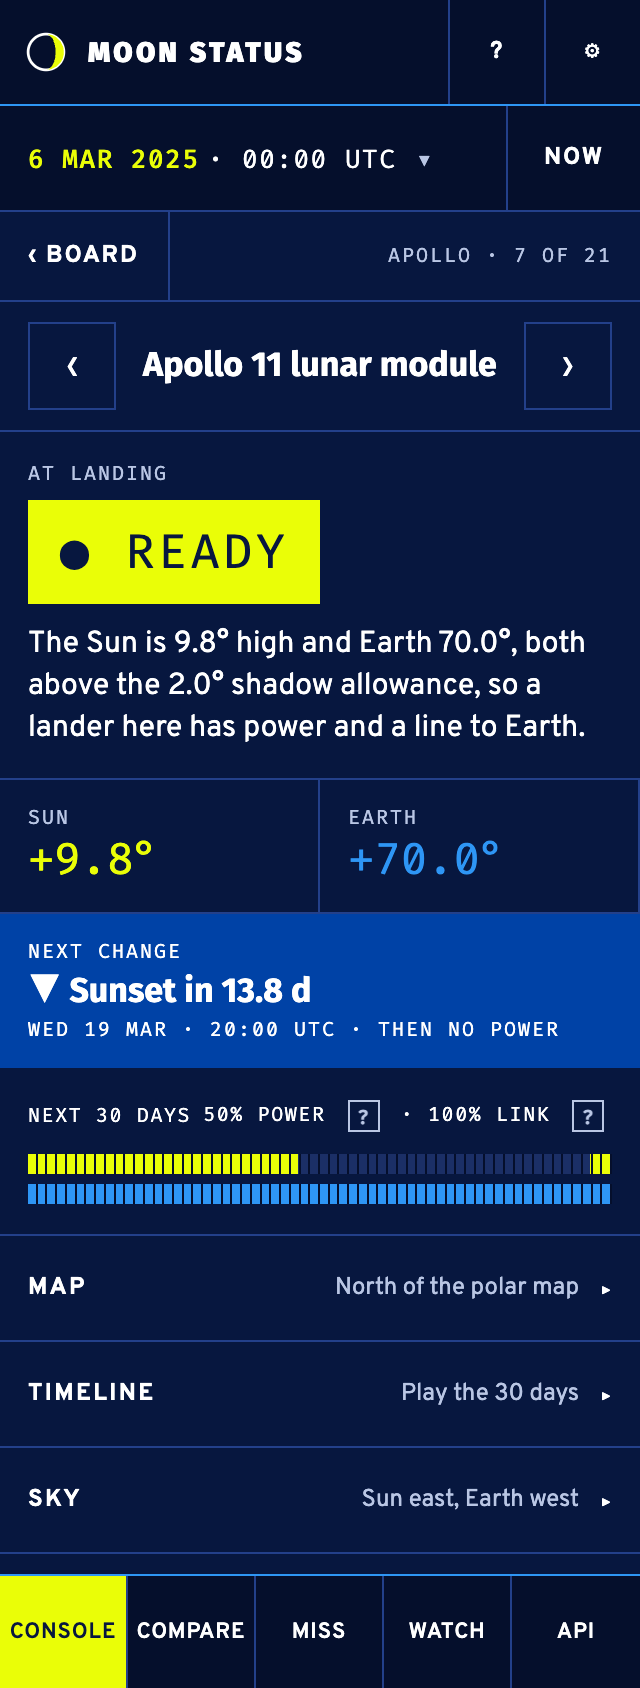 MOON STATUS ? ⚙
6 MAR 2025 · 00:00 UTC ▼ NOW
‹ BOARD APOLLO · 7 OF 21
‹ Apollo 11 lunar module ›
AT LANDING
● READY
The Sun is 9.8° high and Earth 70.0°, both
above the 2.0° shadow allowance, so a
lander here has power and a line to Earth.
SUN EARTH
+9.8° +70.0°
NEXT CHANGE
▼ Sunset in 13.8 d
WED 19 MAR · 20:00 UTC · THEN NO POWER
NEXT 30 DAYS 50% POWER ? · 100% LINK ?
MAP North of the polar map ▸
TIMELINE Play the 30 days ▸
SKY Sun east, Earth west ▸
CONSOLE COMPARE MISS WATCH API